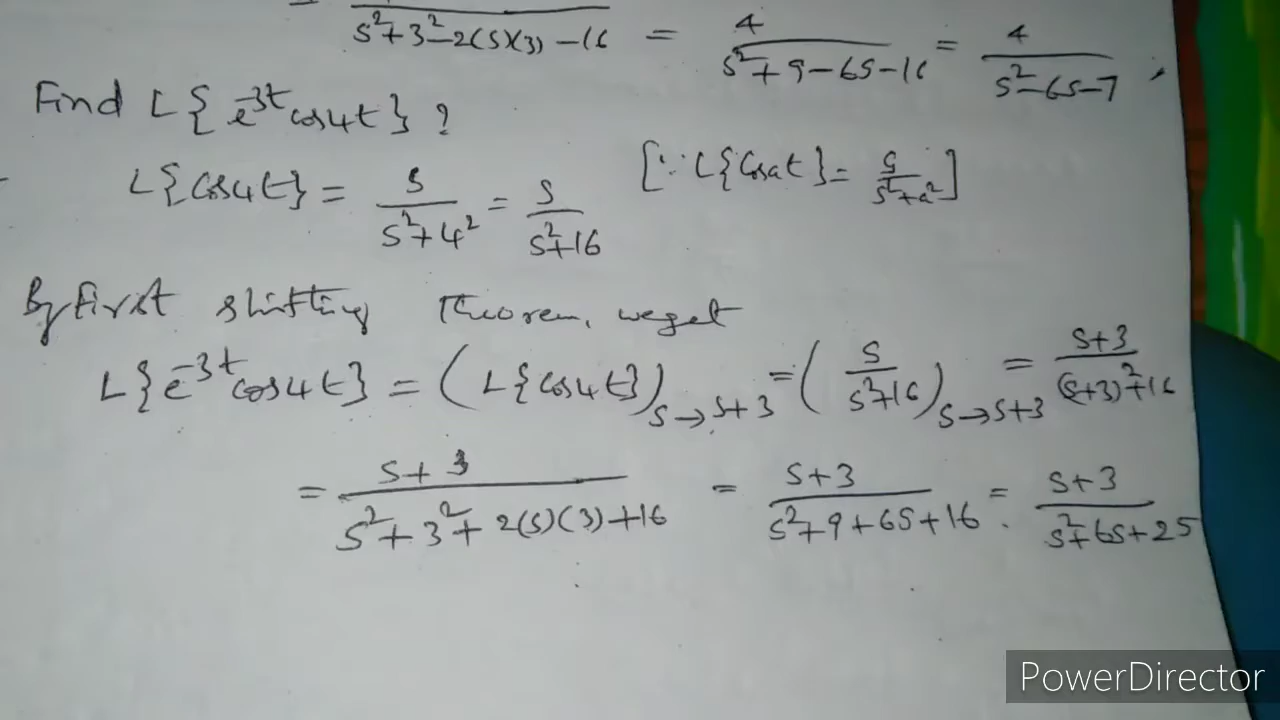 = ———— / s²+3²-2(s)(3)-16 = 4/(s²+9-6s-16) = 4/(s²-6s-7),
Find L{e^-3t cos4t}?
L{cos4t} = s/(s²+4²) = s/(s²+16) [∵ L{cosat} = s/(s²+a²)]
By First shifting Theorem, we get
L{e^-3t cos4t} = (L{cos4t})_s→s+3 = (s/(s²+16))_s→s+3 = (s+3)/((s+3)²+16)
= (s+3)/(s²+3²+2(s)(3)+16) = (s+3)/(s²+9+6s+16) = (s+3)/(s²+6s+25)
PowerDirector